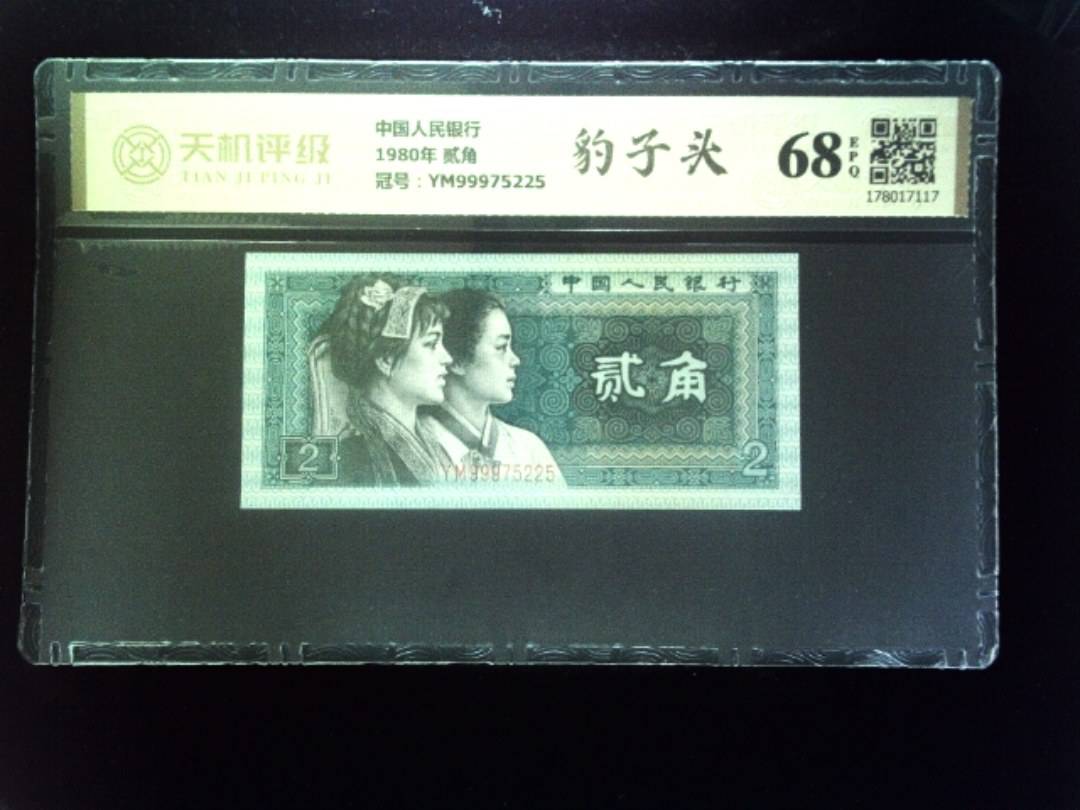 天机评级
TIAN JI PING JI
中国人民银行
1980年 贰角
冠号：YM99975225
豹子头
68
EPQ
178017117
中国人民银行
贰角
2
YM99975225
2